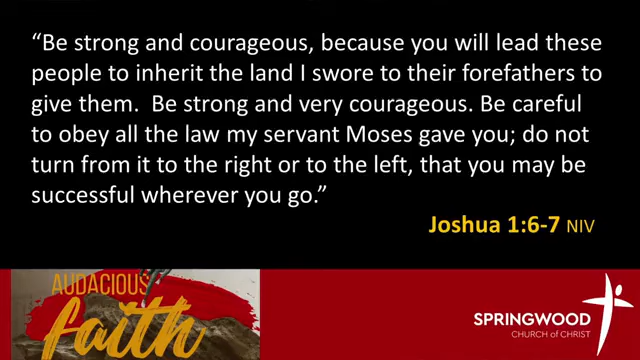 “Be strong and courageous, because you will lead these
people to inherit the land I swore to their forefathers to
give them.  Be strong and very courageous. Be careful
to obey all the law my servant Moses gave you; do not
turn from it to the right or to the left, that you may be
successful wherever you go.”
Joshua 1:6-7 NIV
AUDACIOUS
faith
SPRINGWOOD
CHURCH of CHRIST